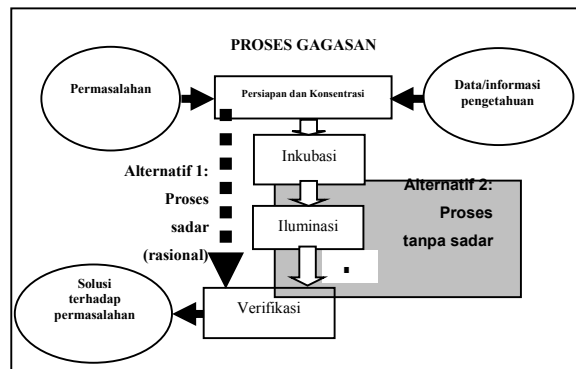 PROSES GAGASAN
Permasalahan
Persiapan dan Konsentrasi
Data/informasi
pengetahuan
Inkubasi
Alternatif 1:
Proses
sadar
(rasional)
Alternatif 2:
Proses
tanpa sadar
Iluminasi
.
Solusi
terhadap
permasalahan
Verifikasi